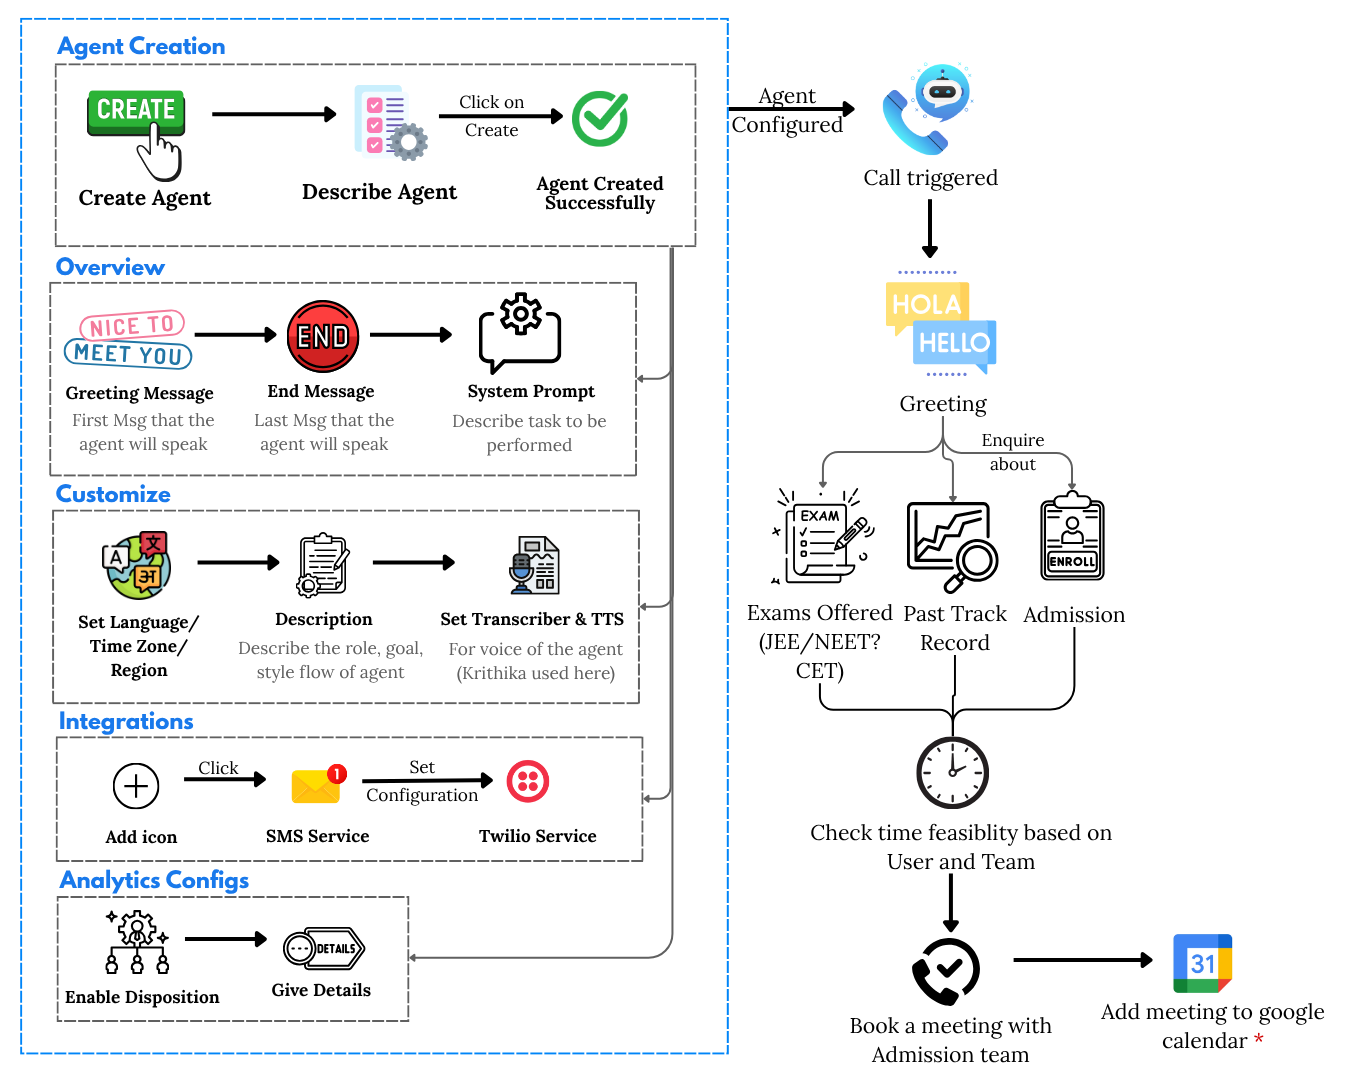 Agent Creation
CREATE
Create Agent
Describe Agent
Click on
Create
Agent Created
Successfully
Overview
NICE TO
MEET YOU
Greeting Message
First Msg that the
agent will speak
END
End Message
Last Msg that the
agent will speak
System Prompt
Describe task to be
performed
Customize
A
文
अ
Set Language/
Time Zone/
Region
Description
Describe the role, goal,
style flow of agent
Set Transcriber & TTS
For voice of the agent
(Krithika used here)
Integrations
Add icon
Click
1
SMS Service
Set
Configuration
Twilio Service
Analytics Configs
Enable Disposition
DETAILS
Give Details
Agent
Configured
Call triggered
HOLA
HELLO
Greeting
Enquire
about
EXAM
Exams Offered
(JEE/NEET?
CET)
Past Track
Record
ENROLL
Admission
Check time feasiblity based on
User and Team
Book a meeting with
Admission team
31
Add meeting to google
calendar *